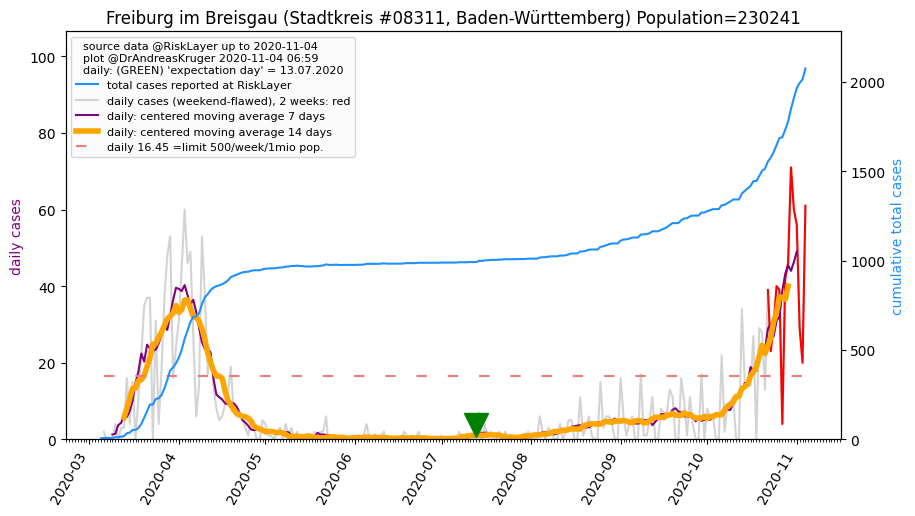 Freiburg im Breisgau (Stadtkreis #08311, Baden-Württemberg) Population=230241
source data @RiskLayer up to 2020-11-04
plot @DrAndreasKruger 2020-11-04 06:59
daily: (GREEN) 'expectation day' = 13.07.2020
total cases reported at RiskLayer
daily cases (weekend-flawed), 2 weeks: red
daily: centered moving average 7 days
daily: centered moving average 14 days
daily 16.45 =limit 500/week/1mio pop.
daily cases
100
80
60
40
20
0
cumulative total cases
2000
1500
1000
500
0
2020-03
2020-04
2020-05
2020-06
2020-07
2020-08
2020-09
2020-10
2020-11